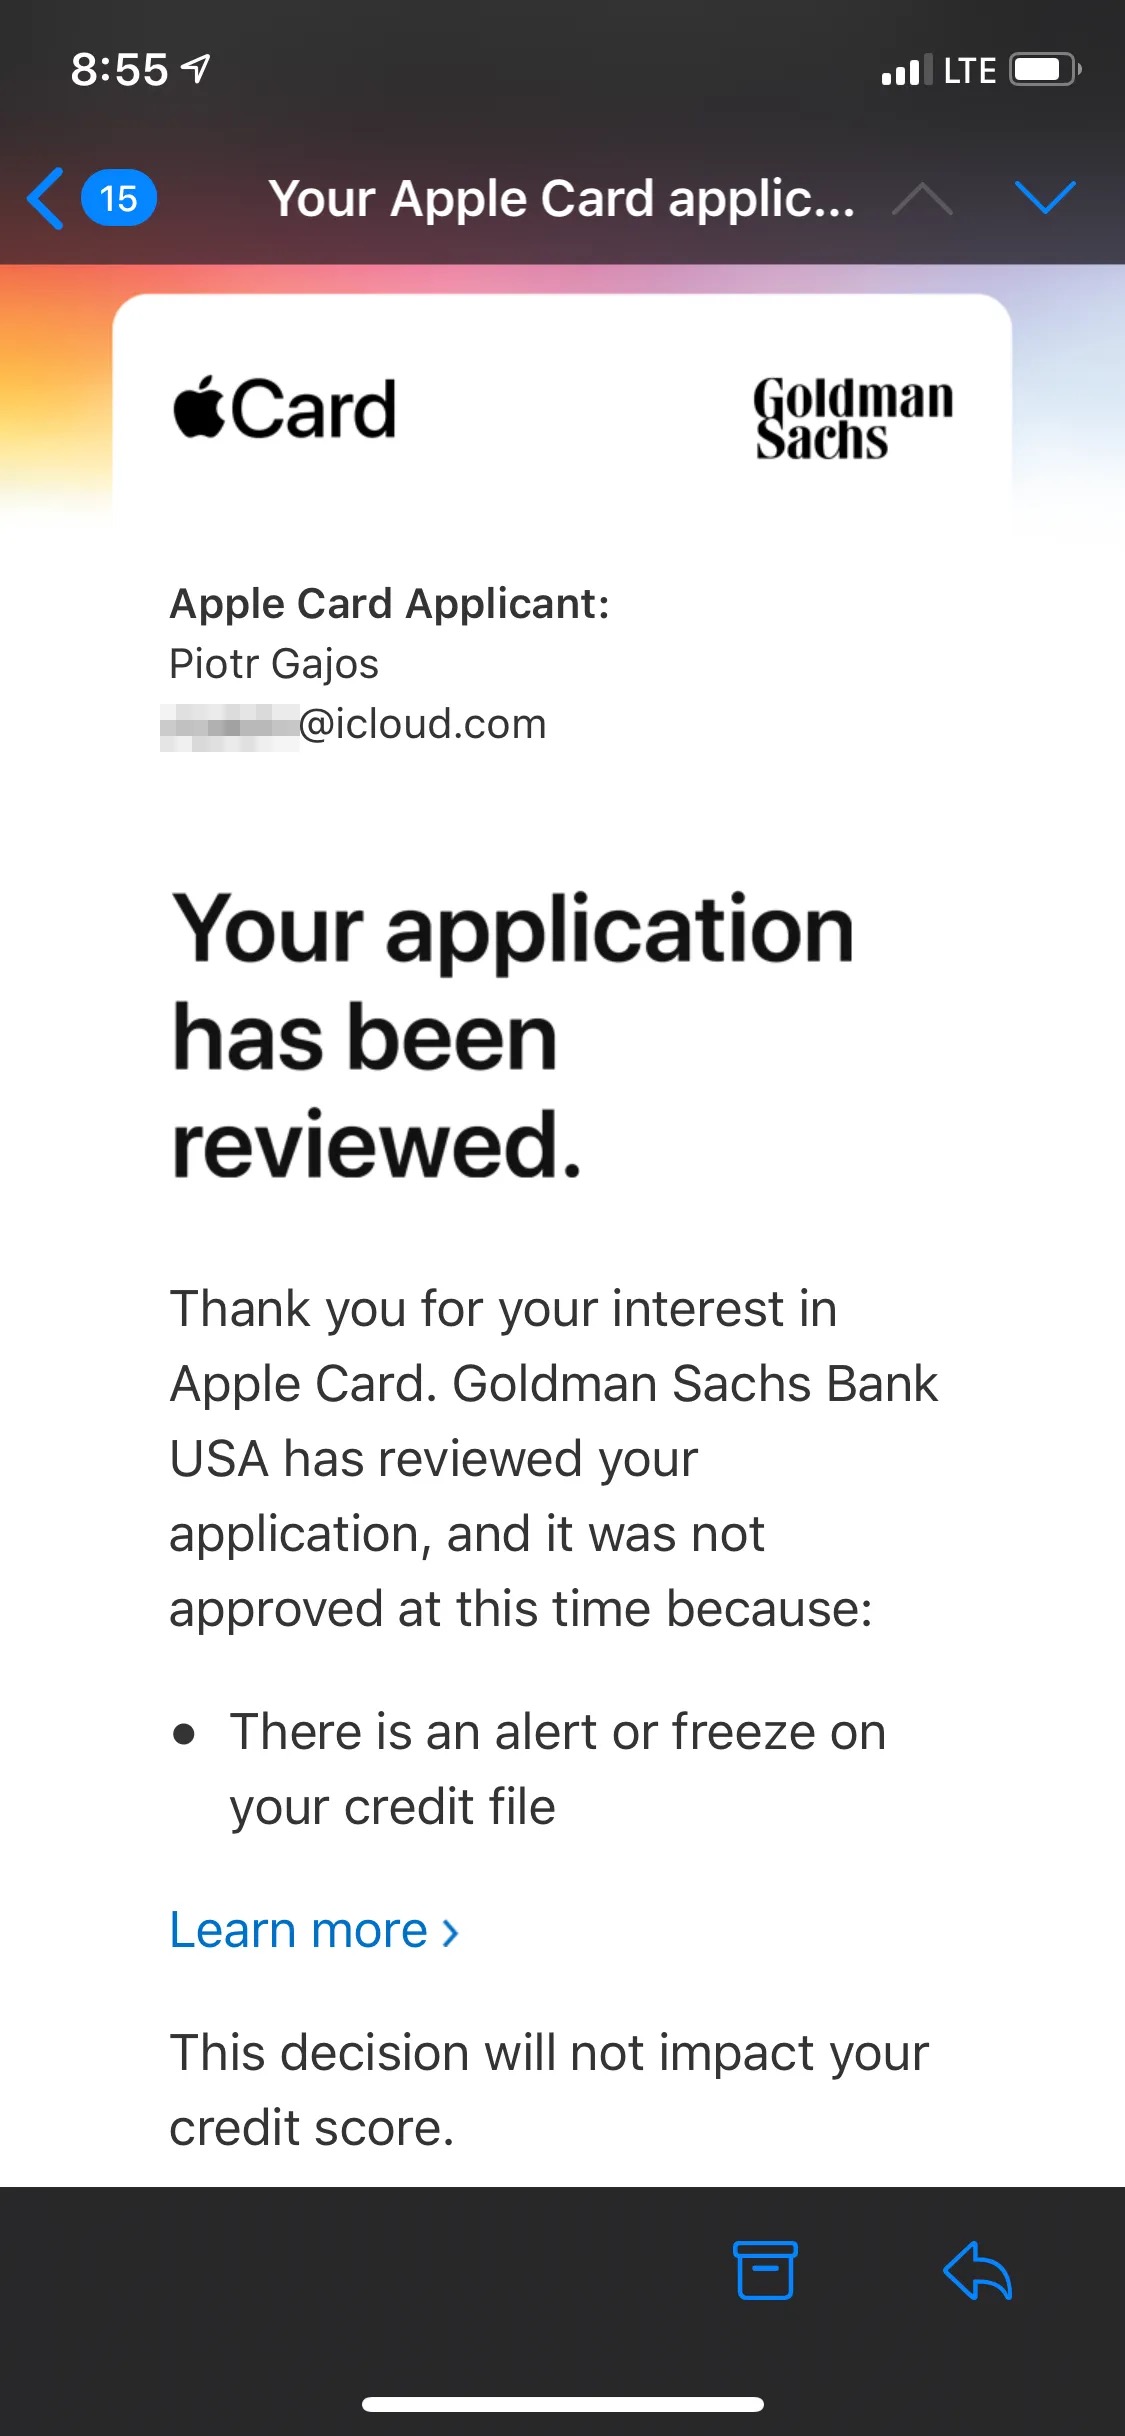 8:55 LTE
15 Your Apple Card applic...
Card Goldman
Sachs
Apple Card Applicant:
Piotr Gajos
@icloud.com
Your application
has been
reviewed.
Thank you for your interest in
Apple Card. Goldman Sachs Bank
USA has reviewed your
application, and it was not
approved at this time because:
• There is an alert or freeze on
your credit file
Learn more ›
This decision will not impact your
credit score.